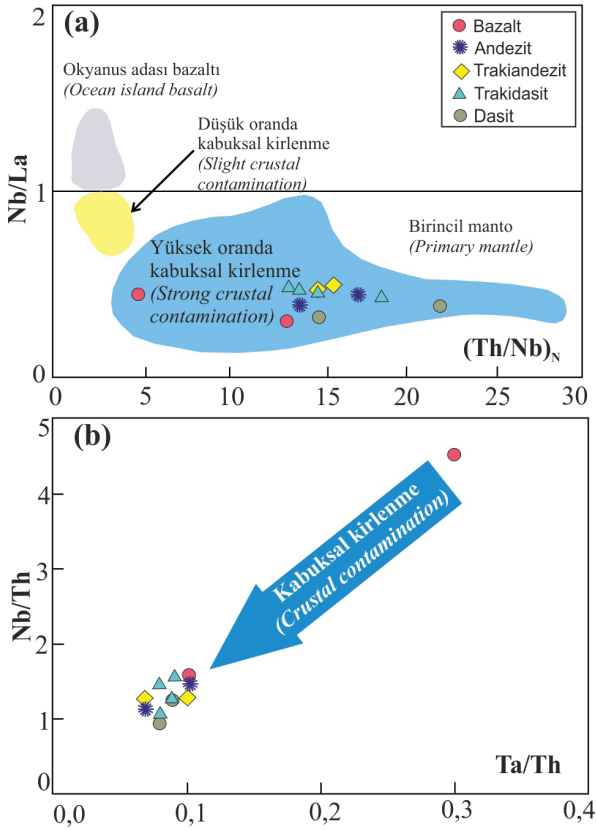 (a)
Bazalt
Andezit
Trakiandezit
Trakidasit
Dasit
Okyanus adası bazaltı
(Ocean island basalt)
Düşük oranda
kabuksal kirlenme
(Slight crustal
contamination)
Yüksek oranda
kabuksal kirlenme
(Strong crustal
contamination)
Birincil manto
(Primary mantle)
Nb/La
2
1
0
(Th/Nb)N
0
5
10
15
20
25
30
(b)
Kabuksal kirlenme
(Crustal contamination)
Nb/Th
5
4
3
2
1
0
Ta/Th
0,0
0,1
0,2
0,3
0,4